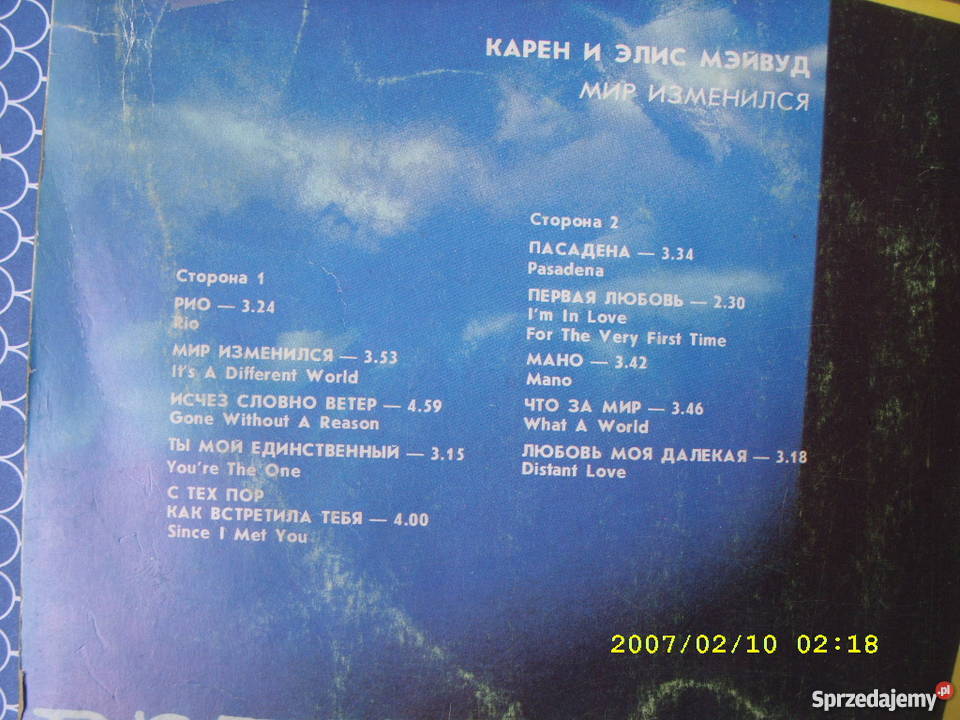 КАРЕН И ЭЛИС МЭЙВУД
МИР ИЗМЕНИЛСЯ
Сторона 1
РИО — 3.24
Rio
МИР ИЗМЕНИЛСЯ — 3.53
It's A Different World
ИСЧЕЗ СЛОВНО ВЕТЕР — 4.59
Gone Without A Reason
ТЫ МОЙ ЕДИНСТВЕННЫЙ — 3.15
You're The One
С ТЕХ ПОР
КАК ВСТРЕТИЛА ТЕБЯ — 4.00
Since I Met You
Сторона 2
ПАСАДЕНА — 3.34
Pasadena
ПЕРВАЯ ЛЮБОВЬ — 2.30
I'm In Love
For The Very First Time
МАНО — 3.42
Mano
ЧТО ЗА МИР — 3.46
What A World
ЛЮБОВЬ МОЯ ДАЛЕКАЯ — 3.18
Distant Love
2007/02/10 02:18
Sprzedajemy.pl